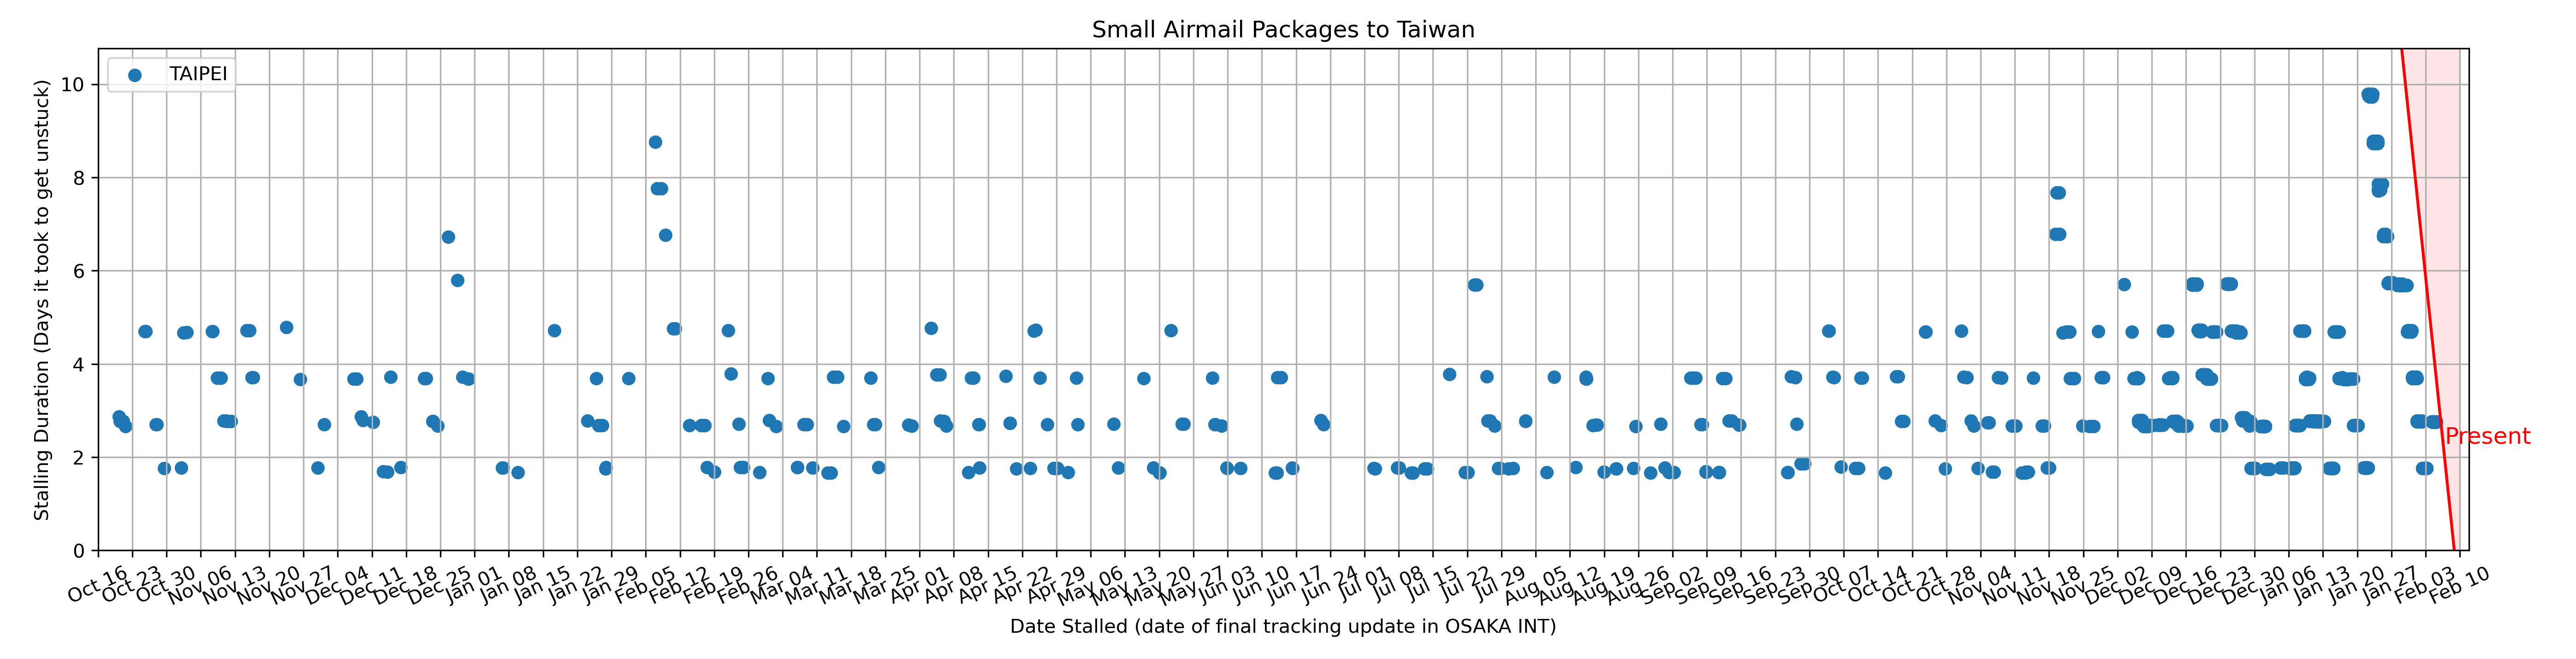 Small Airmail Packages to Taiwan
TAIPEI
Stalling Duration (Days it took to get unstuck)
10
8
6
4
2
0
Present
Oct 16
Oct 23
Oct 30
Nov 06
Nov 13
Nov 20
Nov 27
Dec 04
Dec 11
Dec 18
Dec 25
Jan 01
Jan 08
Jan 15
Jan 22
Jan 29
Feb 05
Feb 12
Feb 19
Feb 26
Mar 04
Mar 11
Mar 18
Mar 25
Apr 01
Apr 08
Apr 15
Apr 22
Apr 29
May 06
May 13
May 20
May 27
Jun 03
Jun 10
Jun 17
Jun 24
Jul 01
Jul 08
Jul 15
Jul 22
Jul 29
Aug 05
Aug 12
Aug 19
Aug 26
Sep 02
Sep 09
Sep 16
Sep 23
Sep 30
Oct 07
Oct 14
Oct 21
Oct 28
Nov 04
Nov 11
Nov 18
Nov 25
Dec 02
Dec 09
Dec 16
Dec 23
Dec 30
Jan 06
Jan 13
Jan 20
Jan 27
Feb 03
Feb 10
Date Stalled (date of final tracking update in OSAKA INT)